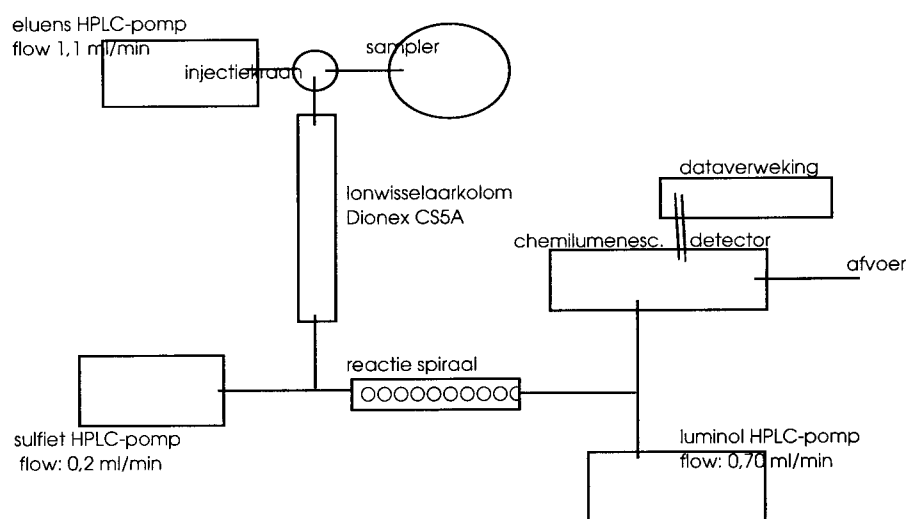 eluens HPLC-pomp
flow 1,1 ml/min
injectiekraan
sampler
Ionwisselaarkolom
Dionex CS5A
dataverweking
chemilumenesc. detector
afvoer
reactie spiraal
sulfiet HPLC-pomp
flow: 0,2 ml/min
luminol HPLC-pomp
flow: 0,70 ml/min